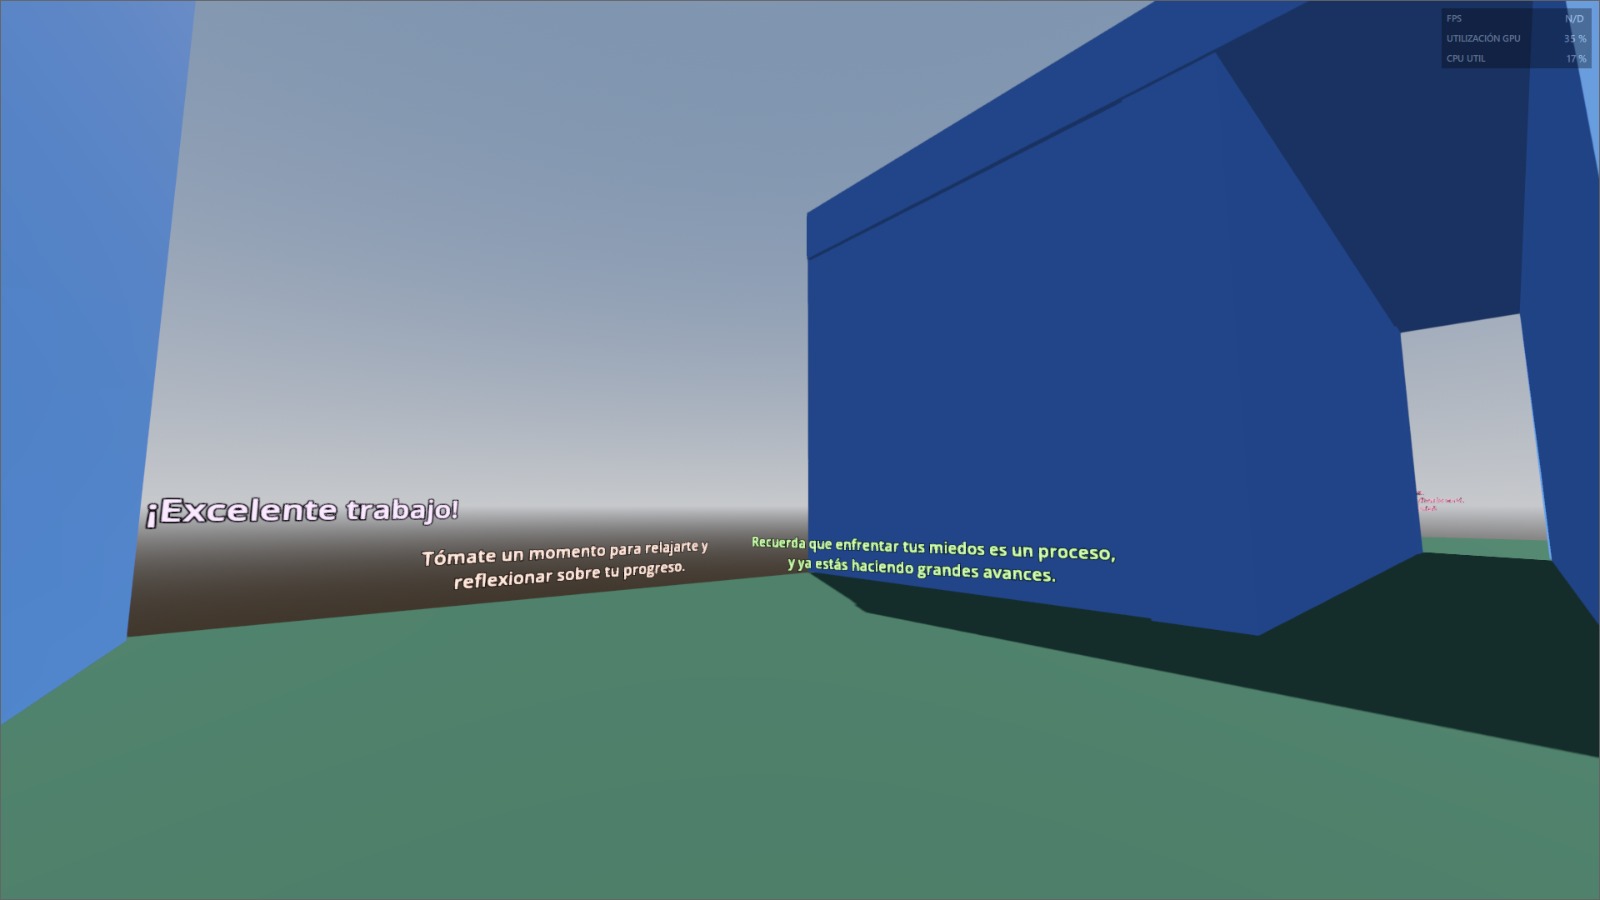 FPS N/D
UTILIZACIÓN GPU 35 %
CPU UTIL 17 %
¡Excelente trabajo!
Tómate un momento para relajarte y
reflexionar sobre tu progreso.
Recuerda que enfrentar tus miedos es un proceso,
y ya estás haciendo grandes avances.